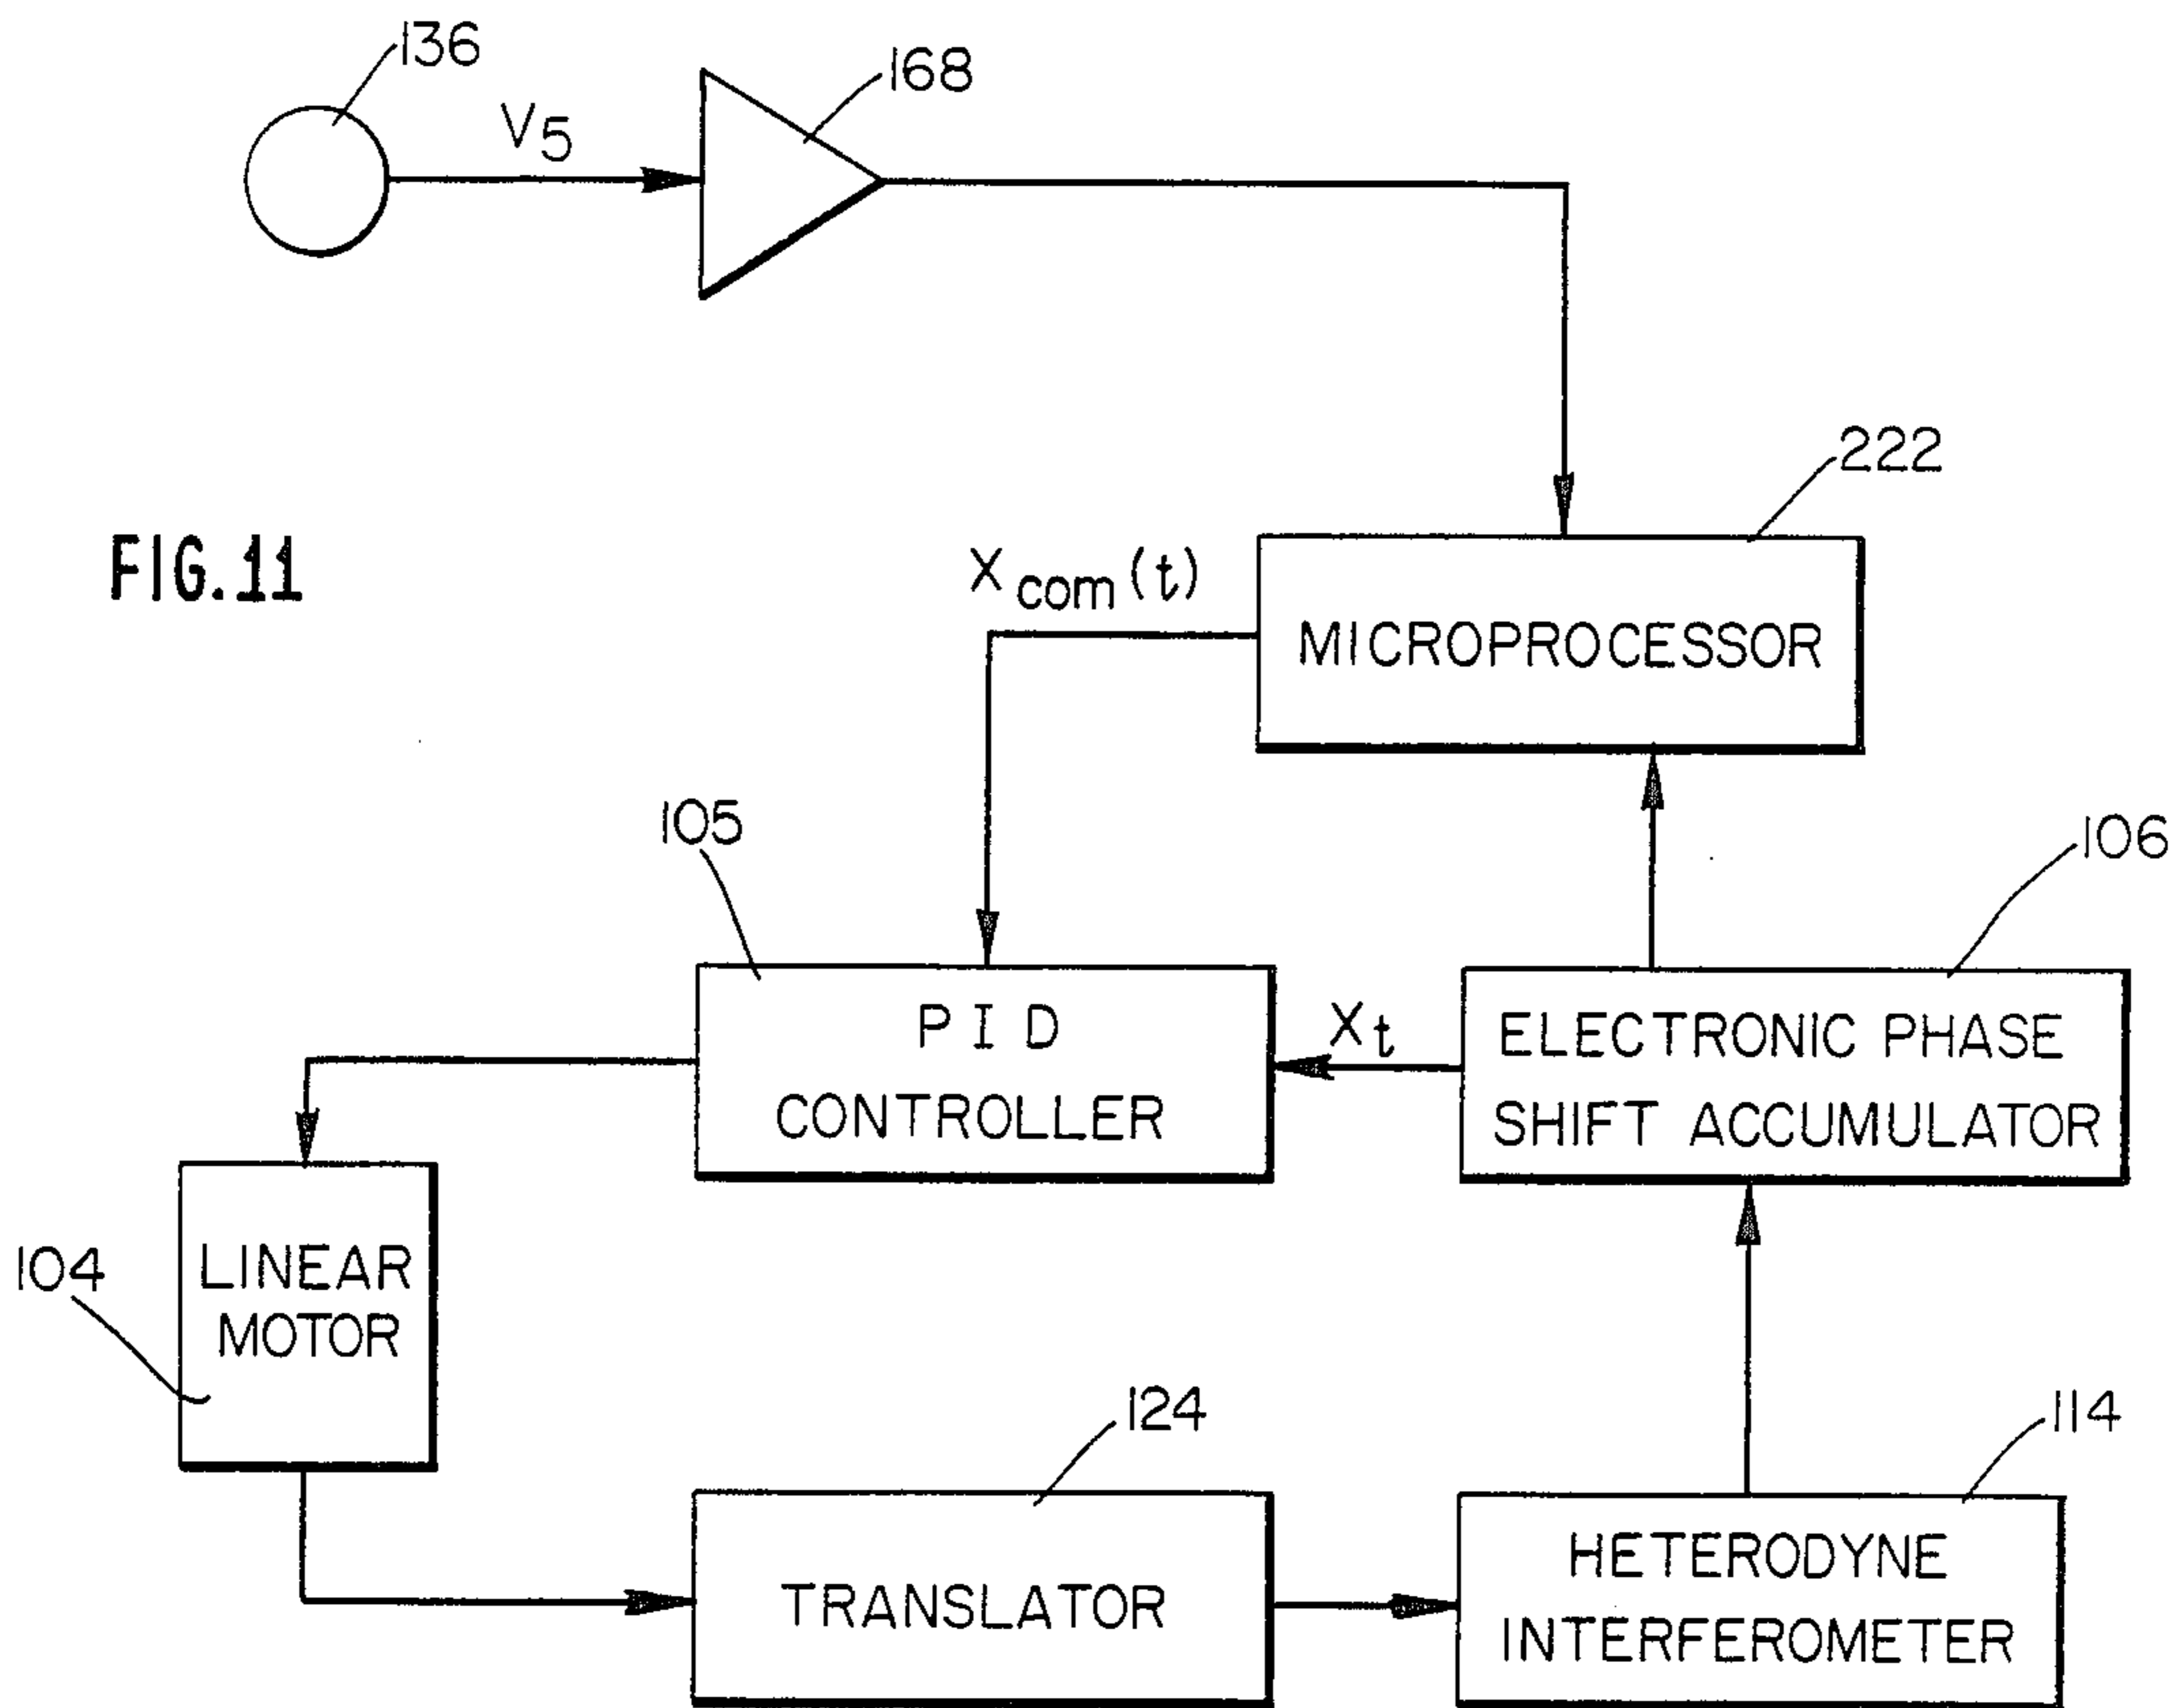 136
168
V5
222
FIG.11
Xcom(t)
MICROPROCESSOR
105
106
PID
CONTROLLER
Xt
ELECTRONIC PHASE
SHIFT ACCUMULATOR
104
LINEAR
MOTOR
124
114
TRANSLATOR
HETERODYNE
INTERFEROMETER